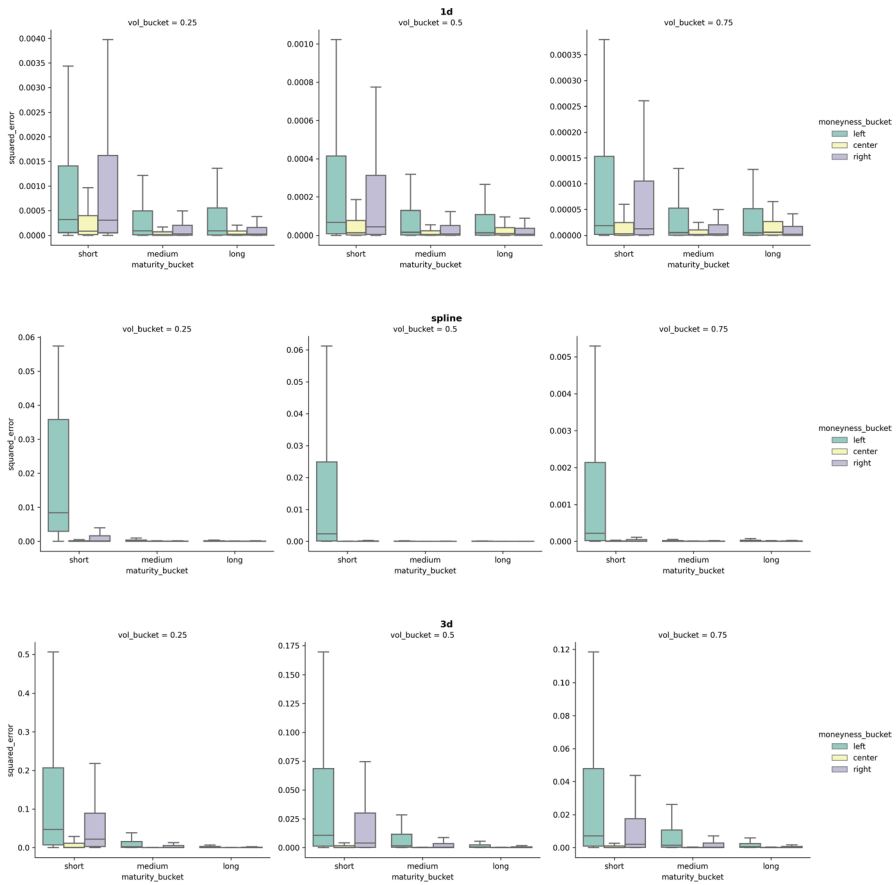 1d
vol_bucket = 0.25
vol_bucket = 0.5
vol_bucket = 0.75
0.0040
0.0035
0.0030
0.0025
0.0020
0.0015
0.0010
0.0005
0.0000
squared_error
0.0010
0.0008
0.0006
0.0004
0.0002
0.0000
0.00035
0.00030
0.00025
0.00020
0.00015
0.00010
0.00005
0.00000
short medium long
maturity_bucket
short medium long
maturity_bucket
short medium long
maturity_bucket
moneyness_bucket
left
center
right
spline
vol_bucket = 0.25
vol_bucket = 0.5
vol_bucket = 0.75
0.06
0.05
0.04
0.03
0.02
0.01
0.00
squared_error
0.06
0.05
0.04
0.03
0.02
0.01
0.00
0.005
0.004
0.003
0.002
0.001
0.000
short medium long
maturity_bucket
short medium long
maturity_bucket
short medium long
maturity_bucket
moneyness_bucket
left
center
right
3d
vol_bucket = 0.25
vol_bucket = 0.5
vol_bucket = 0.75
0.5
0.4
0.3
0.2
0.1
0.0
squared_error
0.175
0.150
0.125
0.100
0.075
0.050
0.025
0.000
0.12
0.10
0.08
0.06
0.04
0.02
0.00
short medium long
maturity_bucket
short medium long
maturity_bucket
short medium long
maturity_bucket
moneyness_bucket
left
center
right